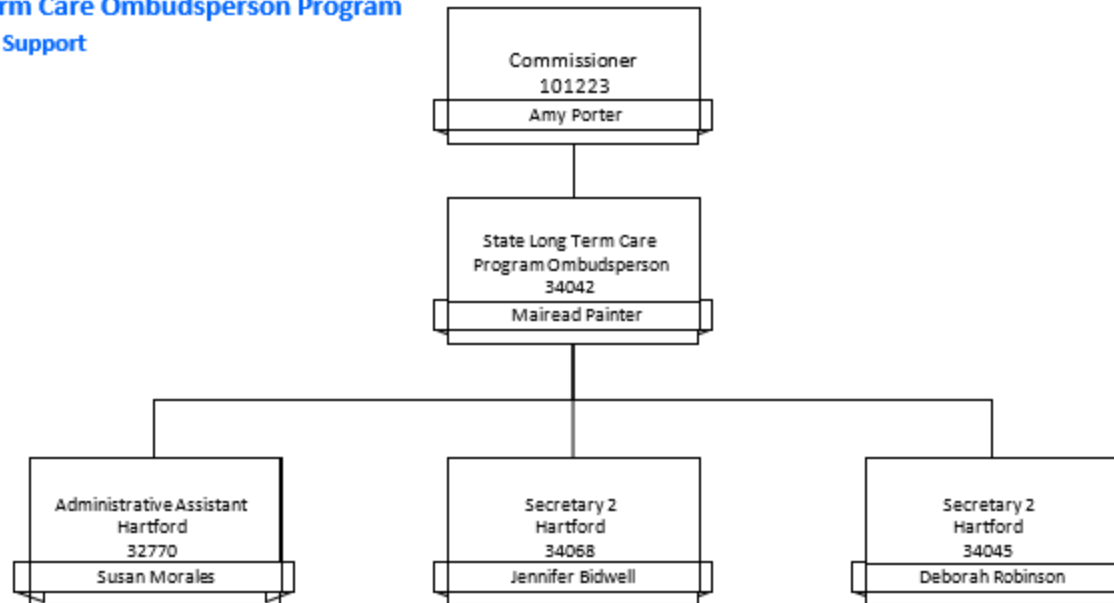 rm Care Ombudsperson Program
Support
Commissioner
101223
Amy Porter
State Long Term Care
Program Ombudsperson
34042
Mairead Painter
Administrative Assistant
Hartford
32770
Susan Morales
Secretary 2
Hartford
34068
Jennifer Bidwell
Secretary 2
Hartford
34045
Deborah Robinson